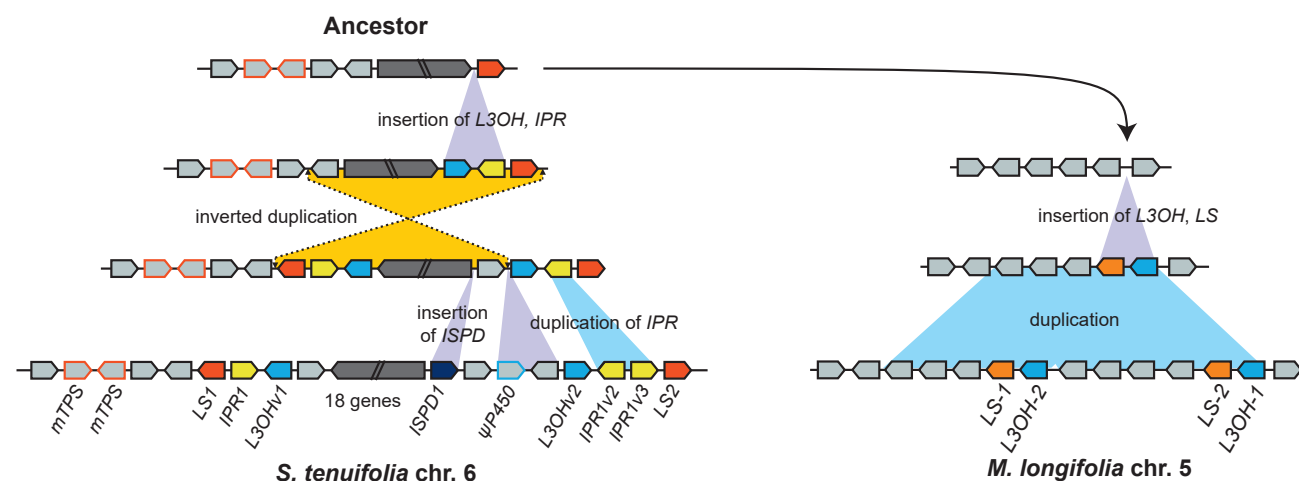 Ancestor
insertion of L3OH, IPR
inverted duplication
insertion of L3OH, LS
insertion
of ISPD
duplication of IPR
duplication
mTPS
mTPS
LS1
IPR1
L3OHv1
18 genes
ISPD1
ψP450
L3OHv2
IPR1v2
IPR1v3
LS2
LS-1
L3OH-2
LS-2
L3OH-1
S. tenuifolia chr. 6
M. longifolia chr. 5